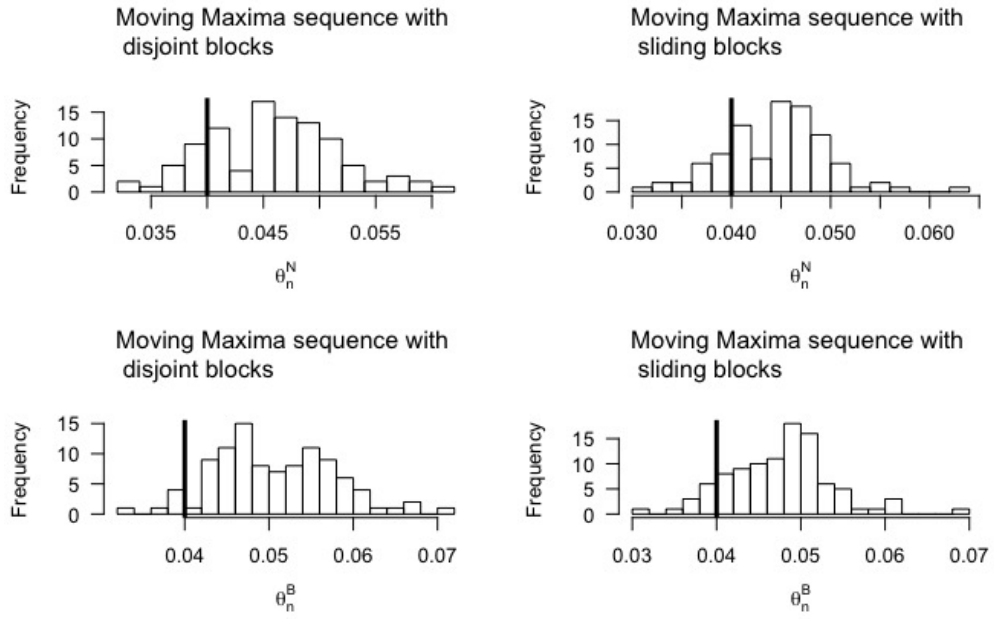 Moving Maxima sequence with
disjoint blocks
Frequency
15
10
5
0
0.035 0.045 0.055
θ_n^N
Moving Maxima sequence with
sliding blocks
Frequency
15
10
5
0
0.030 0.040 0.050 0.060
θ_n^N
Moving Maxima sequence with
disjoint blocks
Frequency
15
10
5
0
0.04 0.05 0.06 0.07
θ_n^B
Moving Maxima sequence with
sliding blocks
Frequency
15
10
5
0
0.03 0.04 0.05 0.06 0.07
θ_n^B